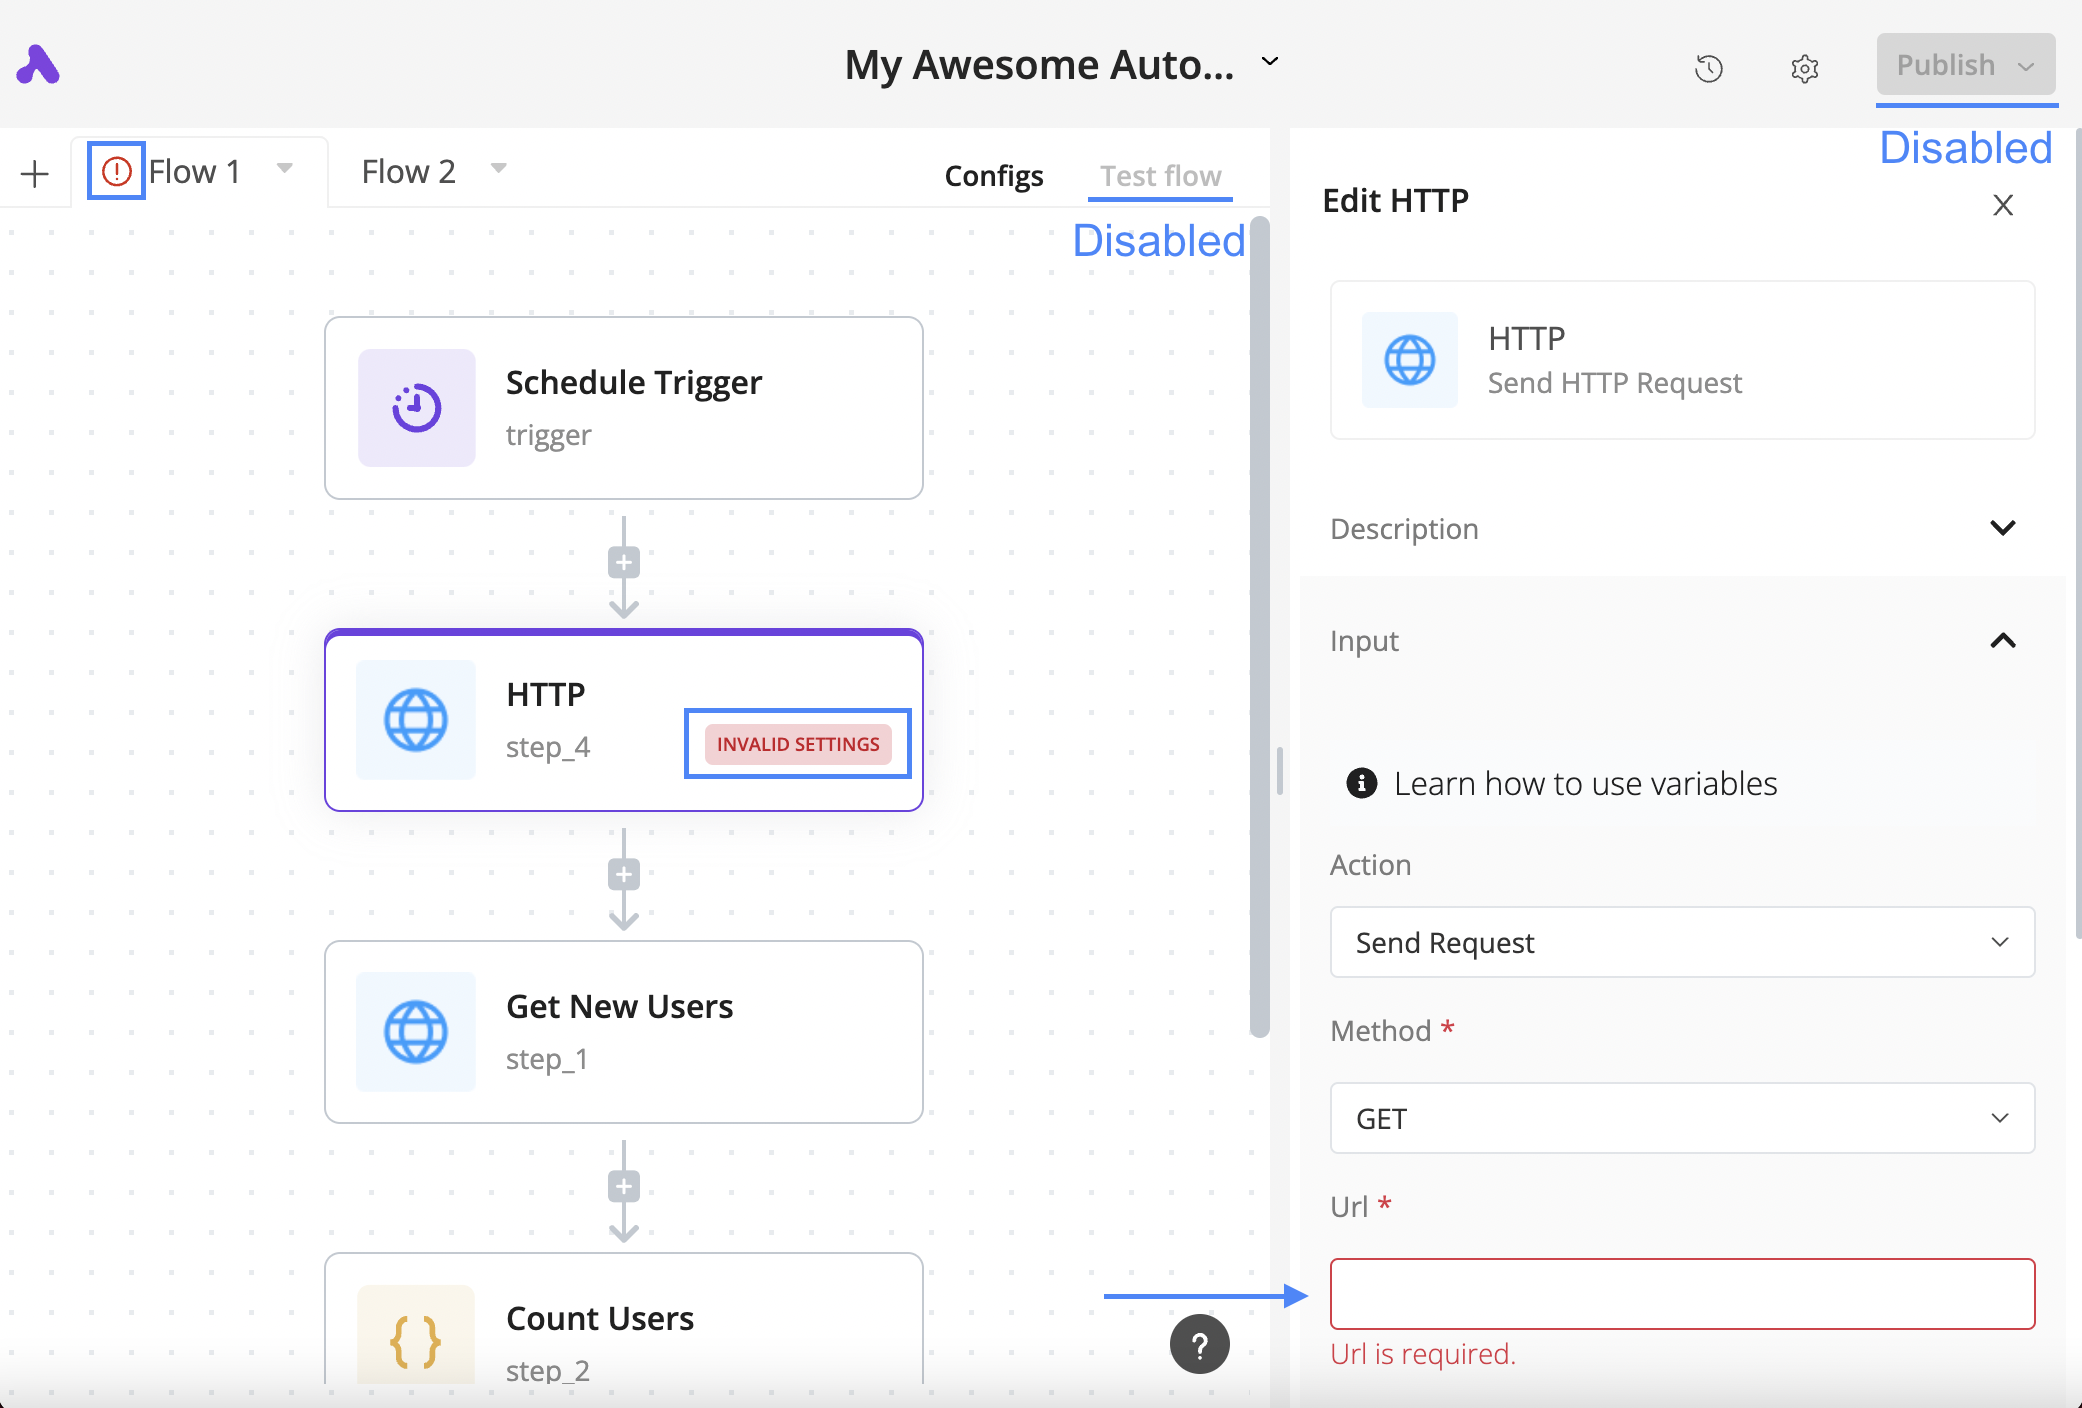 My Awesome Auto...
Publish
Disabled
Flow 1
Flow 2
Configs
Test flow
Disabled
Schedule Trigger
trigger
HTTP
step_4
INVALID SETTINGS
Get New Users
step_1
Count Users
step_2
?
Edit HTTP
X
HTTP
Send HTTP Request
Description
Input
Learn how to use variables
Action
Send Request
Method *
GET
Url *
Url is required.